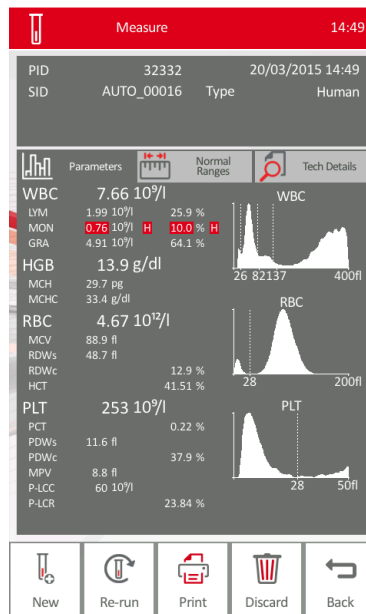 Measure 14:49
PID 32332 20/03/2015 14:49
SID AUTO_00016 Type Human
Parameters Normal Ranges Tech Details
WBC 7.66 10⁹/l
LYM 1.99 10⁹/l 25.9 %
MON 0.76 10⁹/l H 10.0 % H
GRA 4.91 10⁹/l 64.1 %
WBC
26 82 137 400fl
HGB 13.9 g/dl
MCH 29.7 pg
MCHC 33.4 g/dl
RBC 4.67 10¹²/l
MCV 88.9 fl
RDWs 48.7 fl
RDWc 12.9 %
HCT 41.51 %
RBC
28 200fl
PLT 253 10⁹/l
PCT 0.22 %
PDWs 11.6 fl
PDWc 37.9 %
MPV 8.8 fl
P-LCC 60 10⁹/l
P-LCR 23.84 %
PLT
28 50fl
New Re-run Print Discard Back